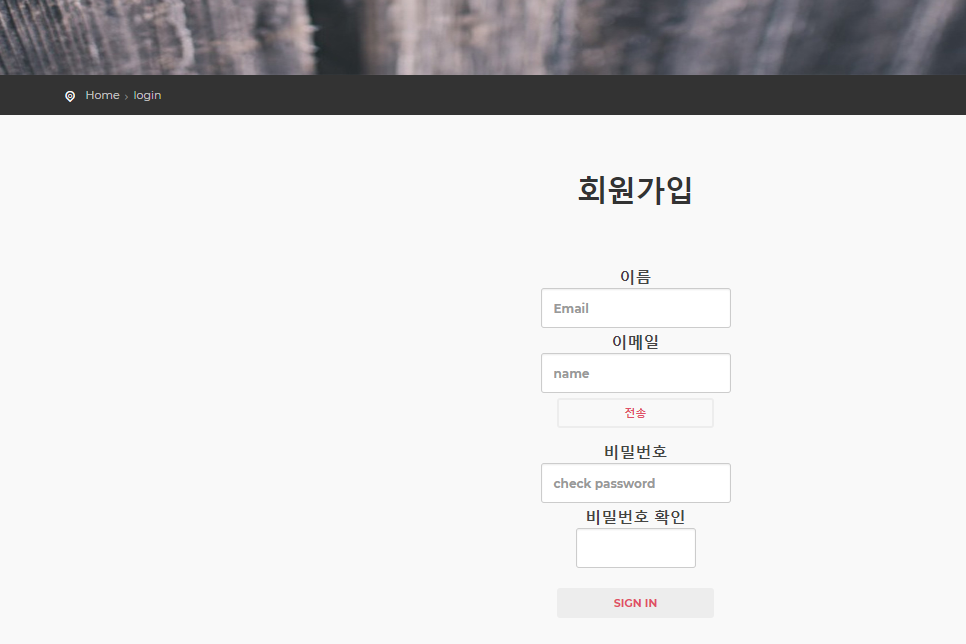 Home › login
회원가입
이름
Email
이메일
name
전송
비밀번호
check password
비밀번호 확인
SIGN IN